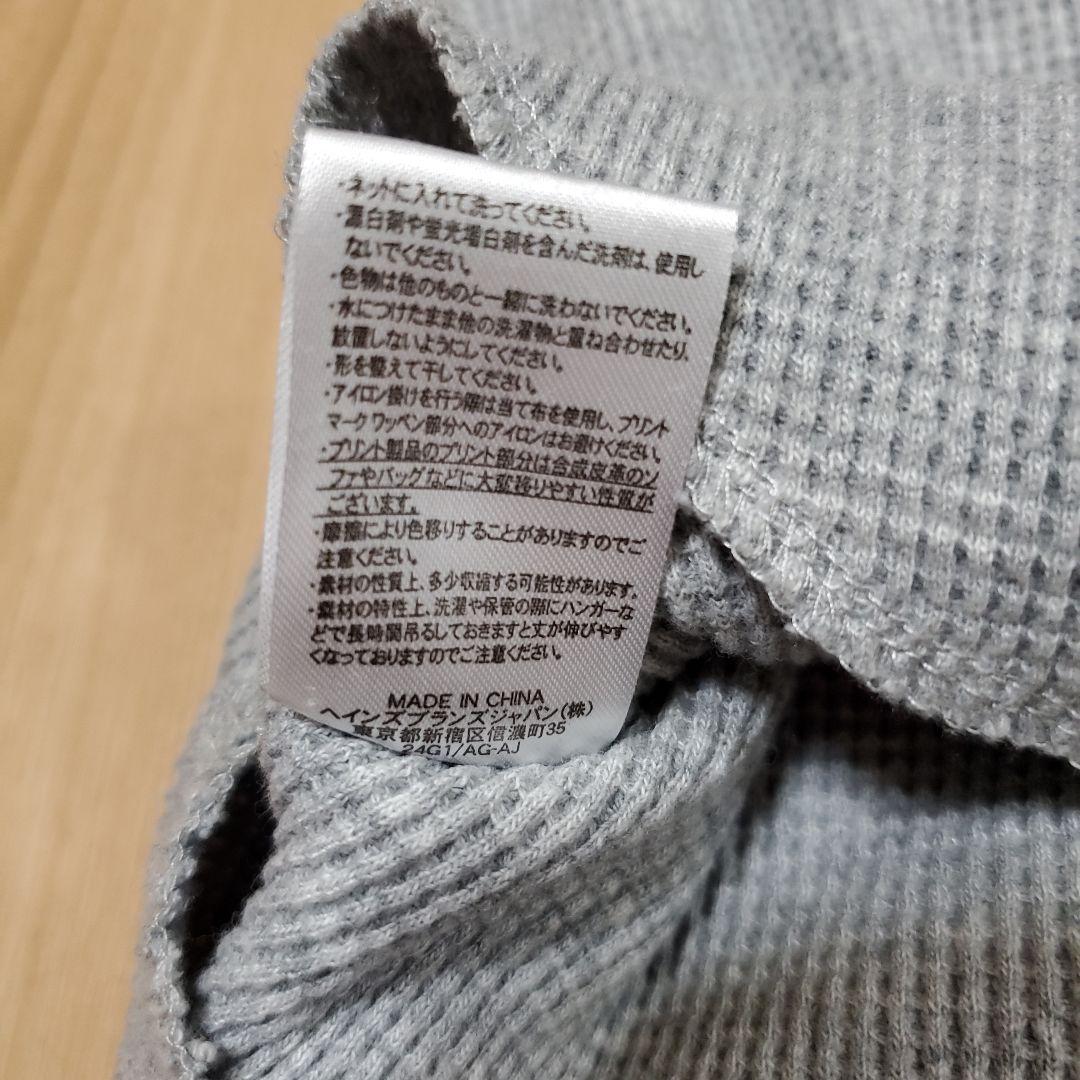 ・ネットに入れて洗ってください。
・漂白剤や蛍光増白剤を含んだ洗剤は、使用し
ないでください。
・色物は他のものと一緒に洗わないでください。
・水につけたまま他の洗濯物と重ね合わせたり、
放置しないようにしてください。
・形を整えて干してください。
・アイロン掛けを行う際は当て布を使用し、プリント
マーク ワッペン部分へのアイロンはお避けください。
・プリント製品のプリント部分は合成皮革のソ
ファやバッグなどに大変移りやすい性質が
ございます。
・摩擦により色移りすることがありますのでご
注意ください。
・素材の性質上、多少収縮する可能性があります。
・素材の特性上、洗濯や保管の際にハンガーな
どで長時間吊るしておきますと丈が伸びやす
くなっておりますのでご注意ください。
MADE IN CHINA
ヘインズブランズジャパン(株)
東京都新宿区信濃町35
24G1/AG-AJ